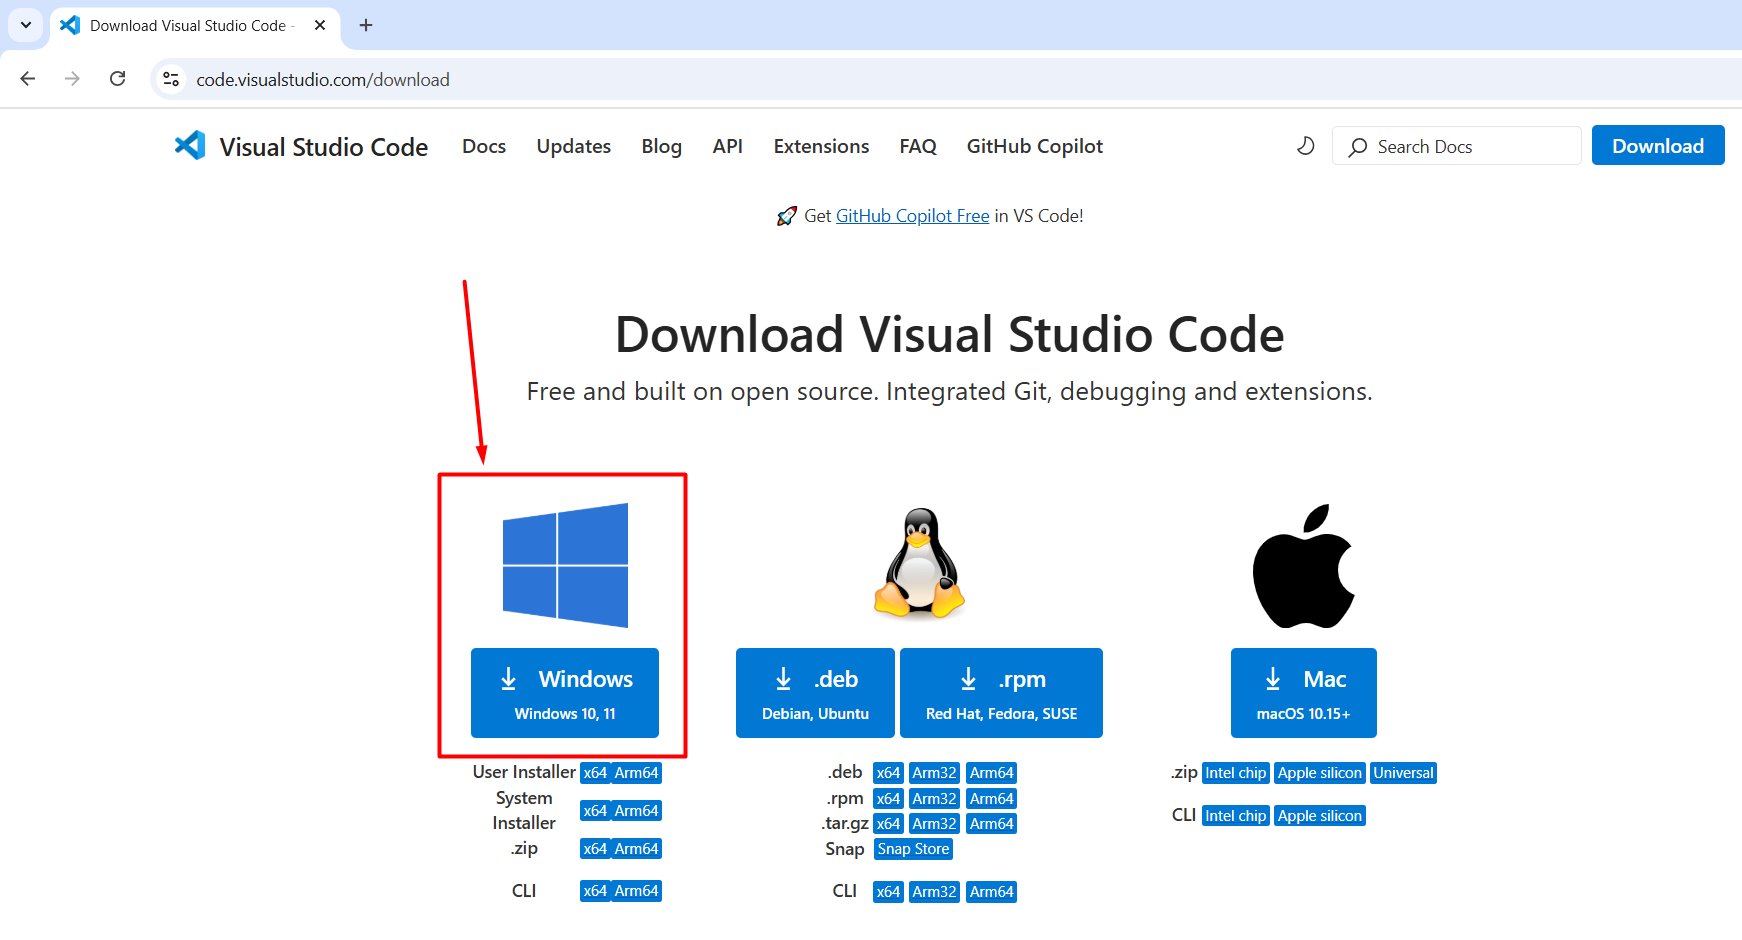 Download Visual Studio Code -
code.visualstudio.com/download
Visual Studio Code Docs Updates Blog API Extensions FAQ GitHub Copilot Search Docs Download
Get GitHub Copilot Free in VS Code!
Download Visual Studio Code
Free and built on open source. Integrated Git, debugging and extensions.
Windows
Windows 10, 11
User Installer x64 Arm64
System
Installer x64 Arm64
.zip x64 Arm64
CLI x64 Arm64
.deb
Debian, Ubuntu
.rpm
Red Hat, Fedora, SUSE
.deb x64 Arm32 Arm64
.rpm x64 Arm32 Arm64
.tar.gz x64 Arm32 Arm64
Snap Snap Store
CLI x64 Arm32 Arm64
Mac
macOS 10.15+
.zip Intel chip Apple silicon Universal
CLI Intel chip Apple silicon